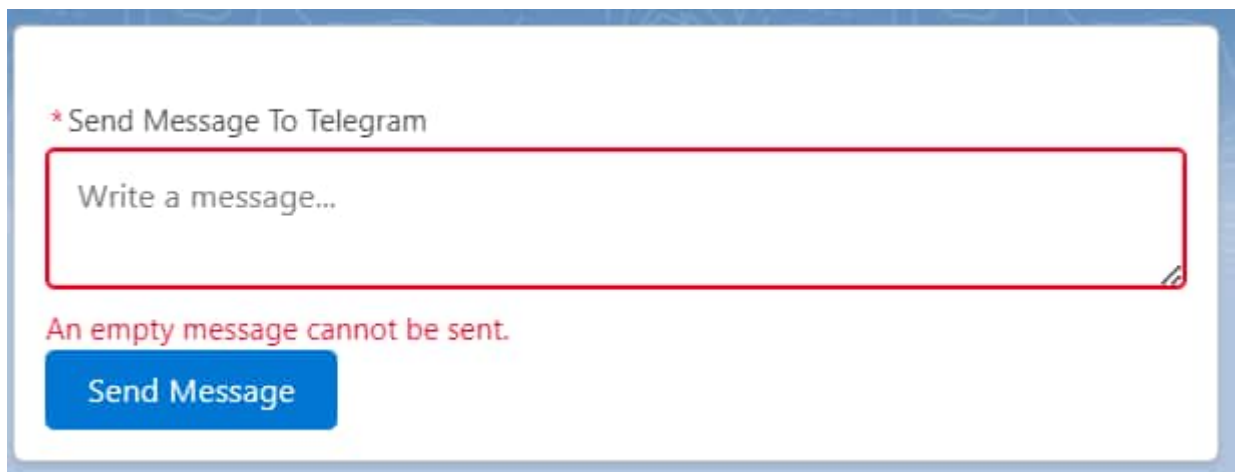 * Send Message To Telegram
Write a message...
An empty message cannot be sent.
Send Message